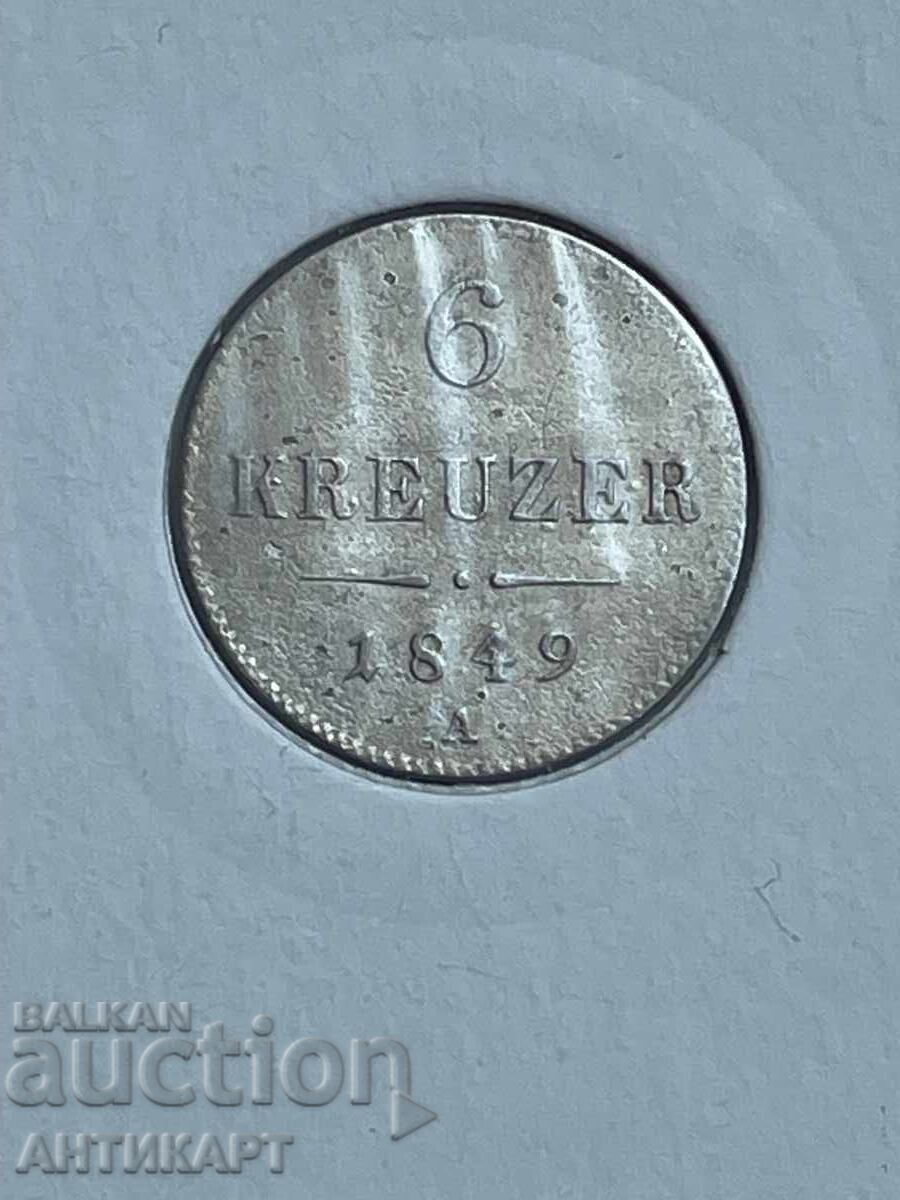 6
KREUZER
1849
A
BALKAN
auction
АНТИКАРТ